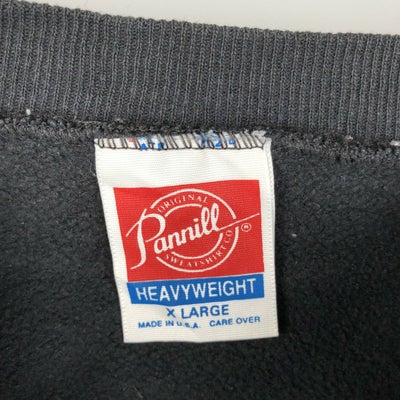 ORIGINAL
Pannill ®
SWEATSHIRT CO.
HEAVYWEIGHT
X LARGE
MADE IN U.S.A. CARE OVER